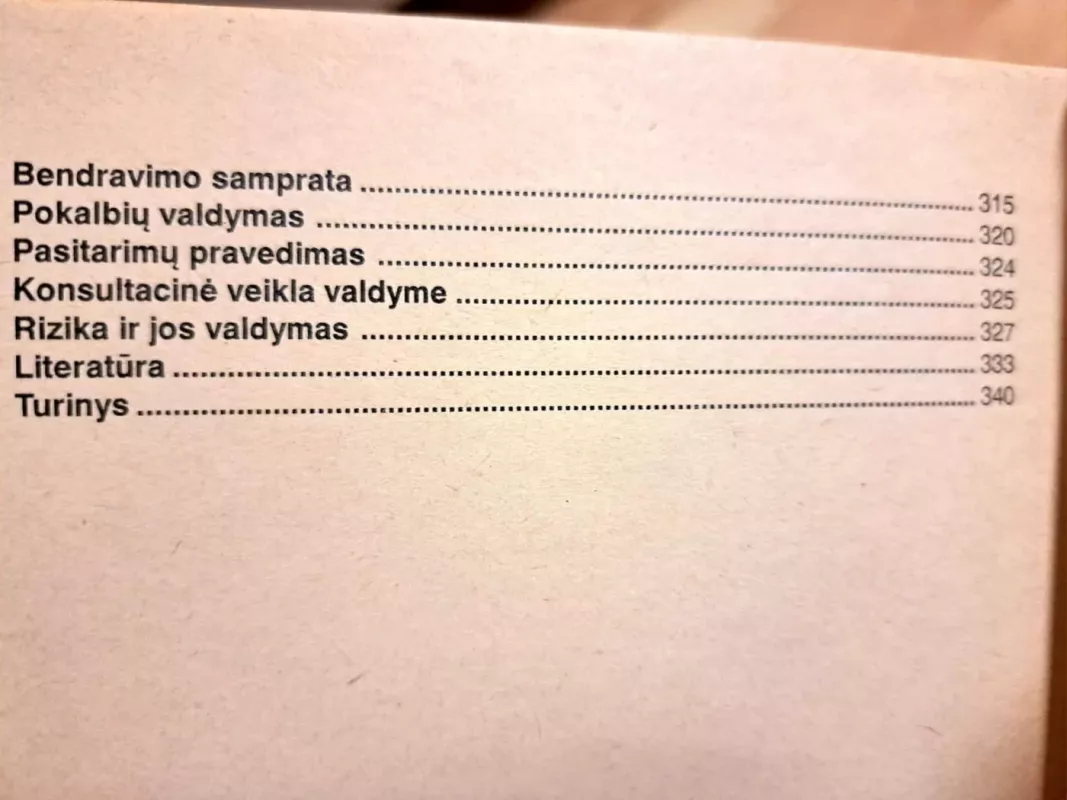 Bendravimo samprata ........ 315
Pokalbių valdymas ........ 320
Pasitarimų pravedimas ........ 324
Konsultacinė veikla valdyme ........ 325
Rizika ir jos valdymas ........ 327
Literatūra ........ 333
Turinys ........ 340